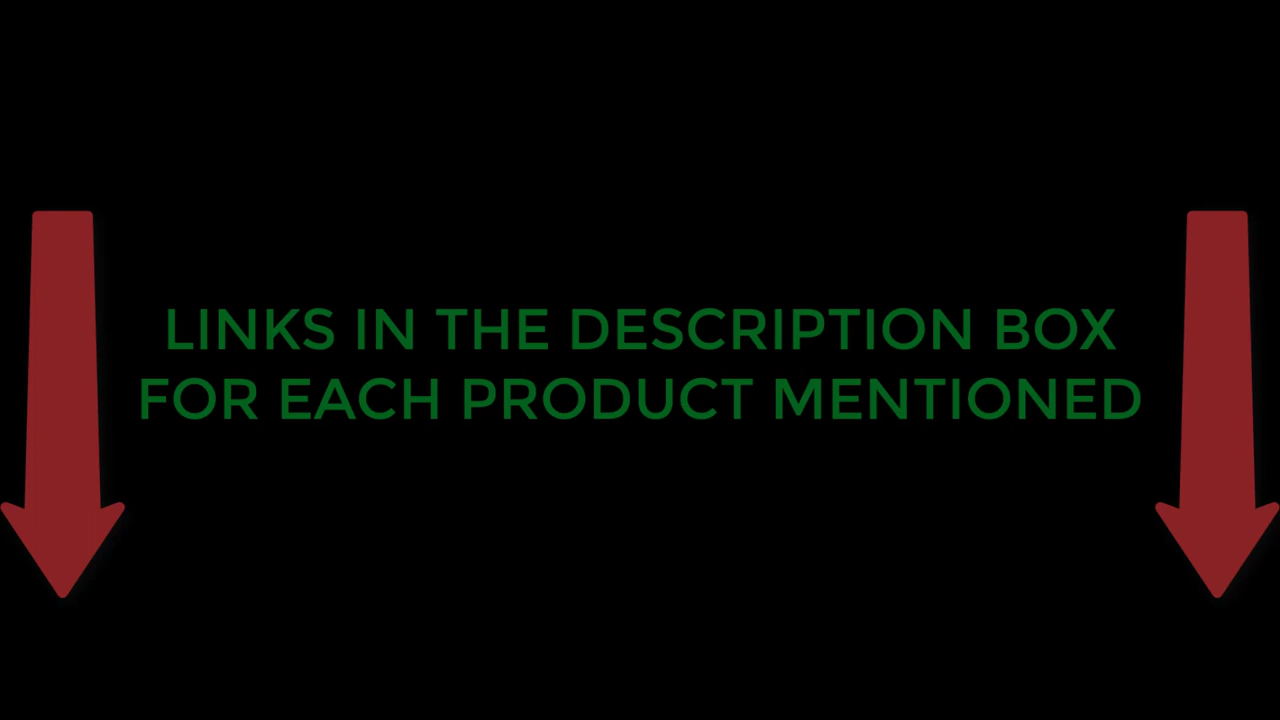 LINKS IN THE DESCRIPTION BOX
FOR EACH PRODUCT MENTIONED